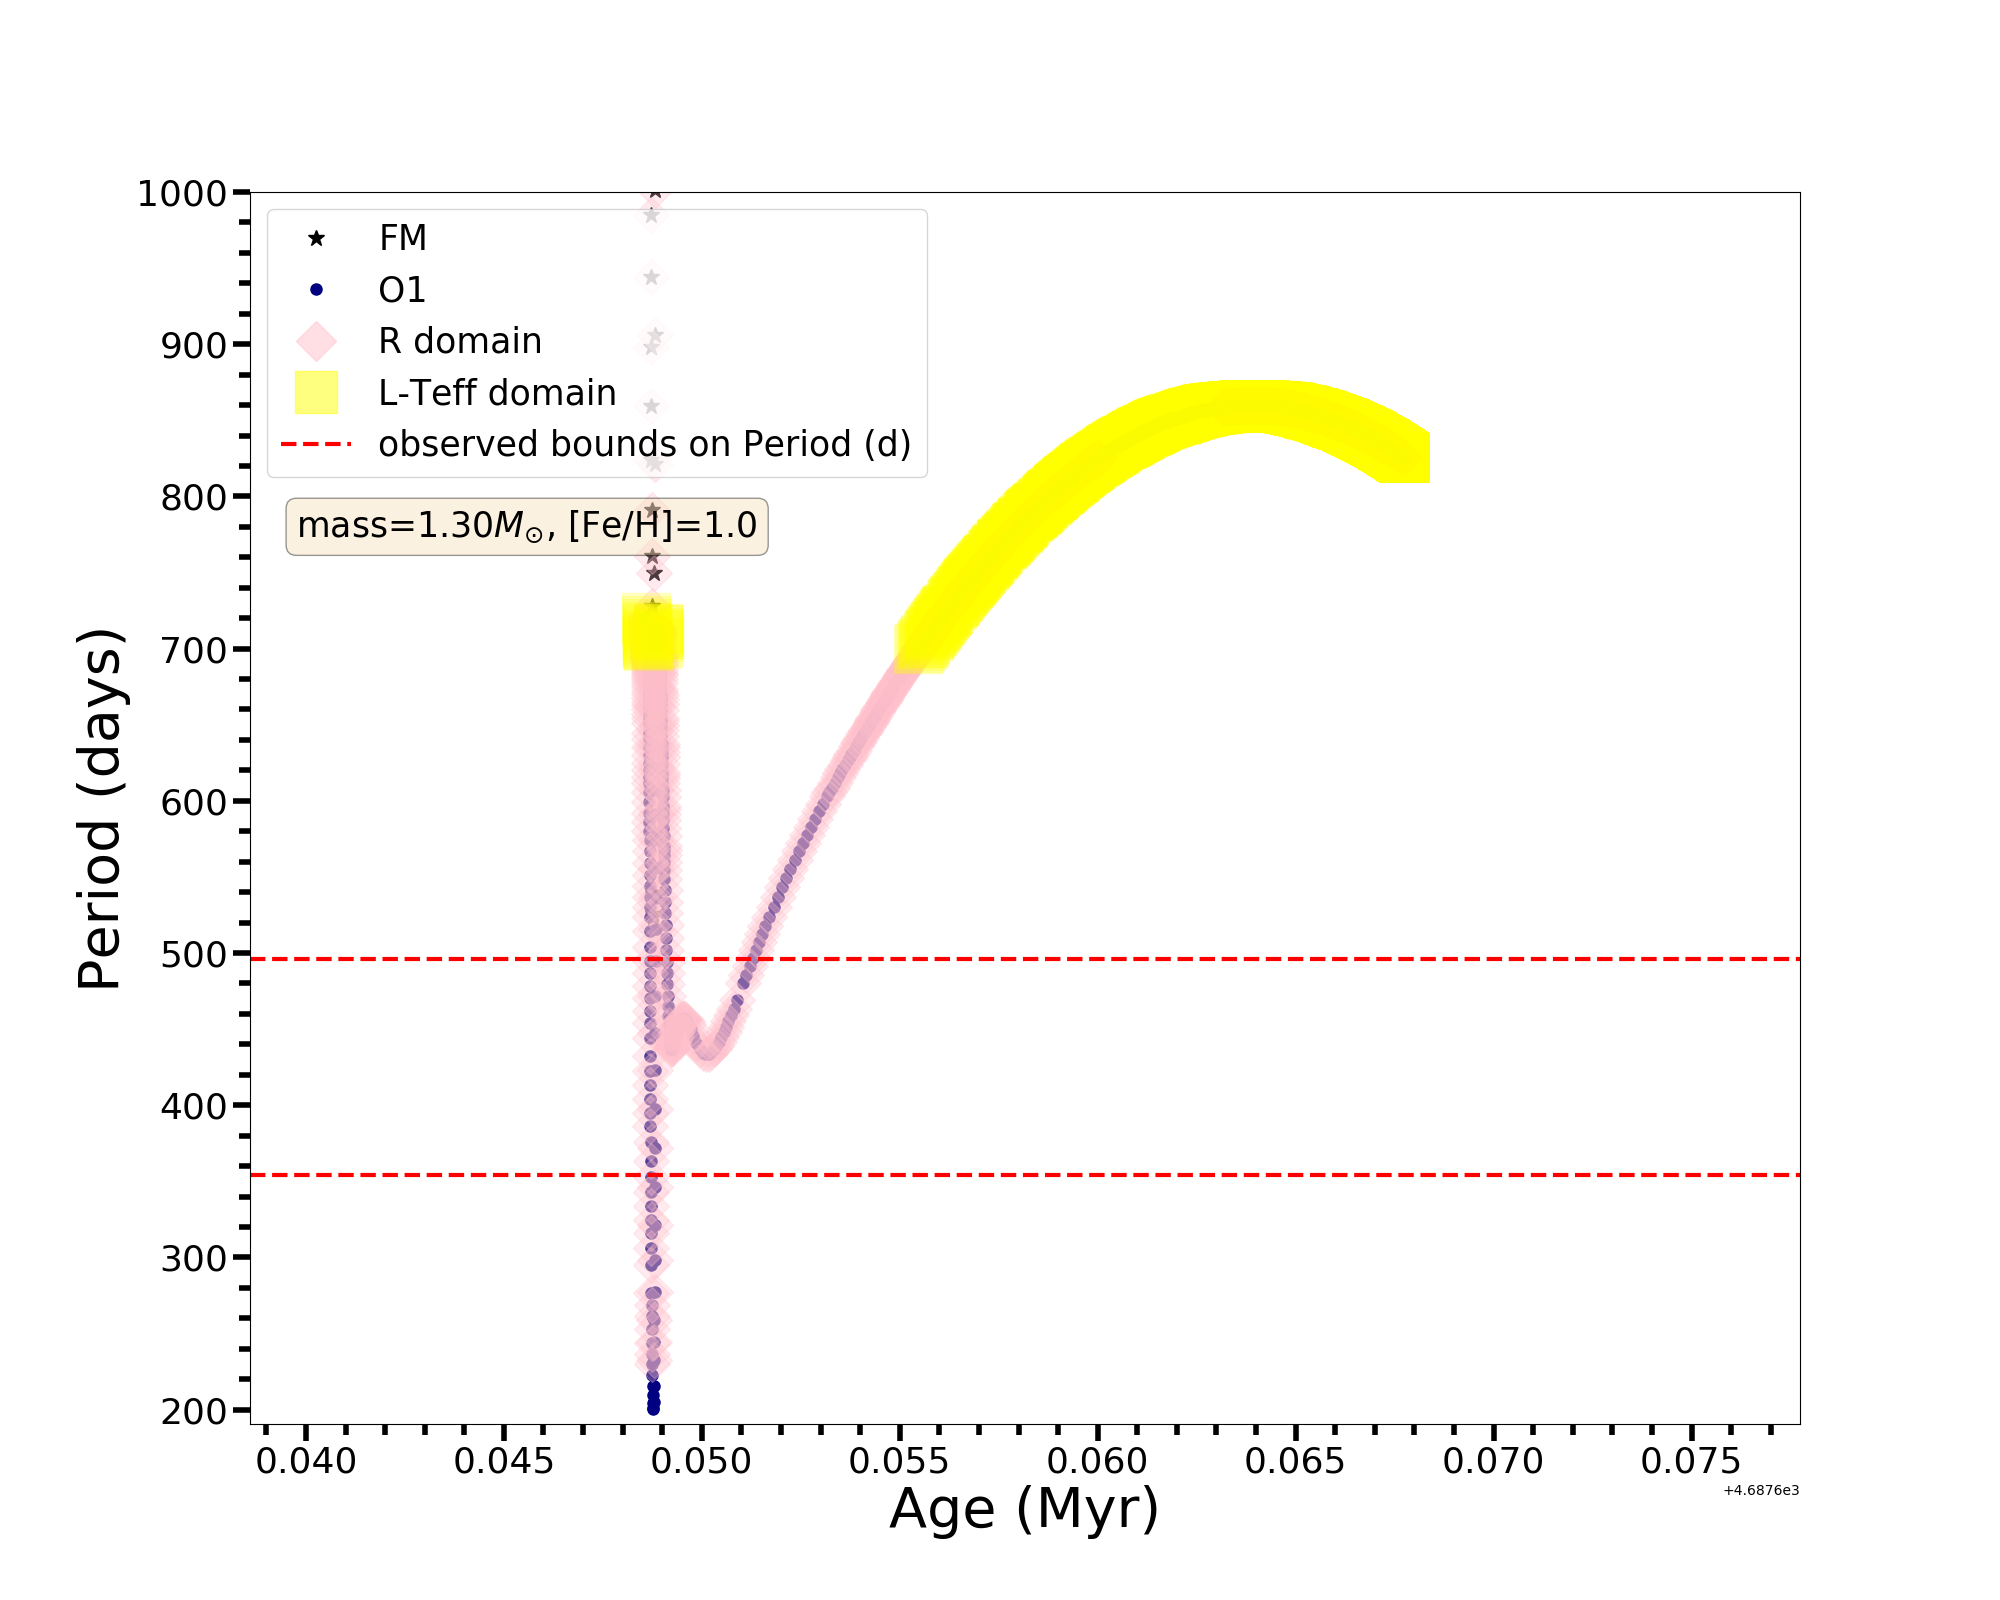 1000
900
800
700
600
500
400
300
200
Period (days)
FM
O1
R domain
L-Teff domain
observed bounds on Period (d)
mass=1.30M⊙, [Fe/H]=1.0
0.040 0.045 0.050 0.055 0.060 0.065 0.070 0.075
+4.6876e3
Age (Myr)